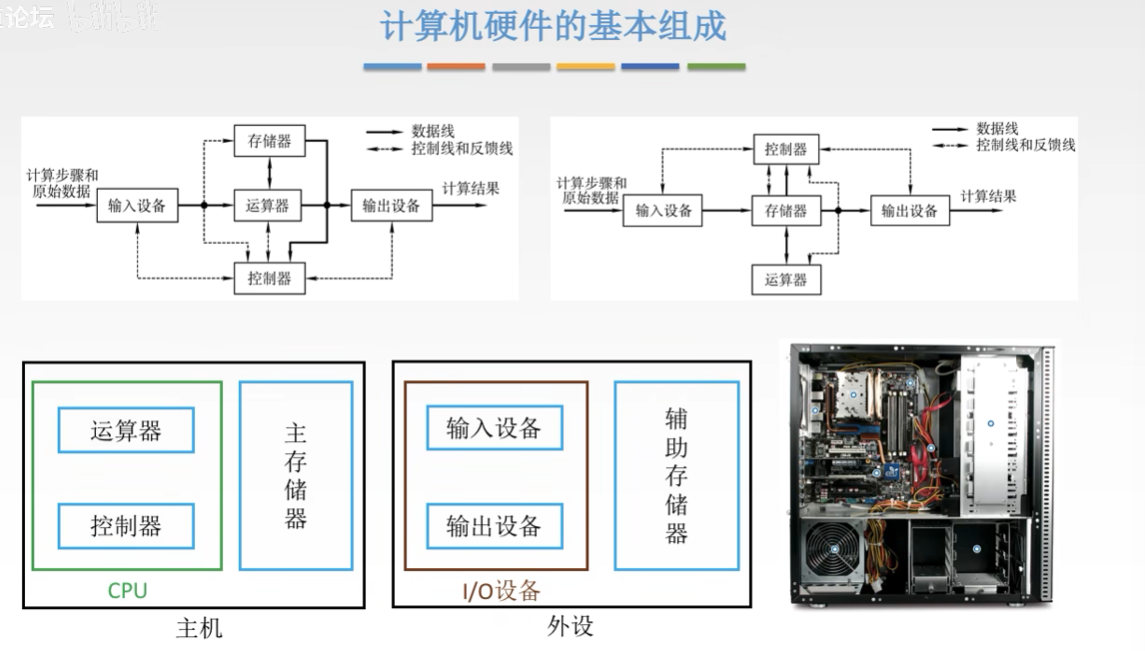 道论坛
计算机硬件的基本组成
存储器
数据线
控制线和反馈线
计算步骤和
原始数据
输入设备
运算器
输出设备
计算结果
控制器
控制器
数据线
控制线和反馈线
计算步骤和
原始数据
输入设备
存储器
输出设备
计算结果
运算器
运算器
控制器
CPU
主存储器
主机
输入设备
输出设备
I/O设备
辅助存储器
外设